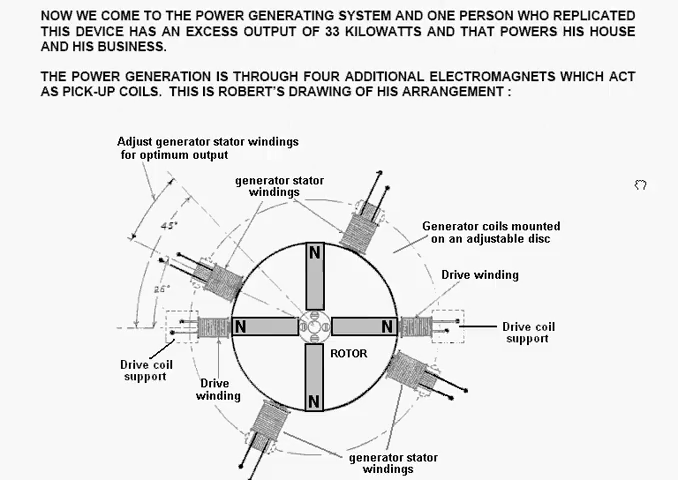 NOW WE COME TO THE POWER GENERATING SYSTEM AND ONE PERSON WHO REPLICATED
THIS DEVICE HAS AN EXCESS OUTPUT OF 33 KILOWATTS AND THAT POWERS HIS HOUSE
AND HIS BUSINESS.
THE POWER GENERATION IS THROUGH FOUR ADDITIONAL ELECTROMAGNETS WHICH ACT
AS PICK-UP COILS. THIS IS ROBERT'S DRAWING OF HIS ARRANGEMENT :
Adjust generator stator windings
for optimum output
generator stator
windings
45°
Generator coils mounted
on an adjustable disc
N
Drive winding
25°
N
N
Drive coil
support
ROTOR
Drive coil
support
Drive
winding
N
generator stator
windings